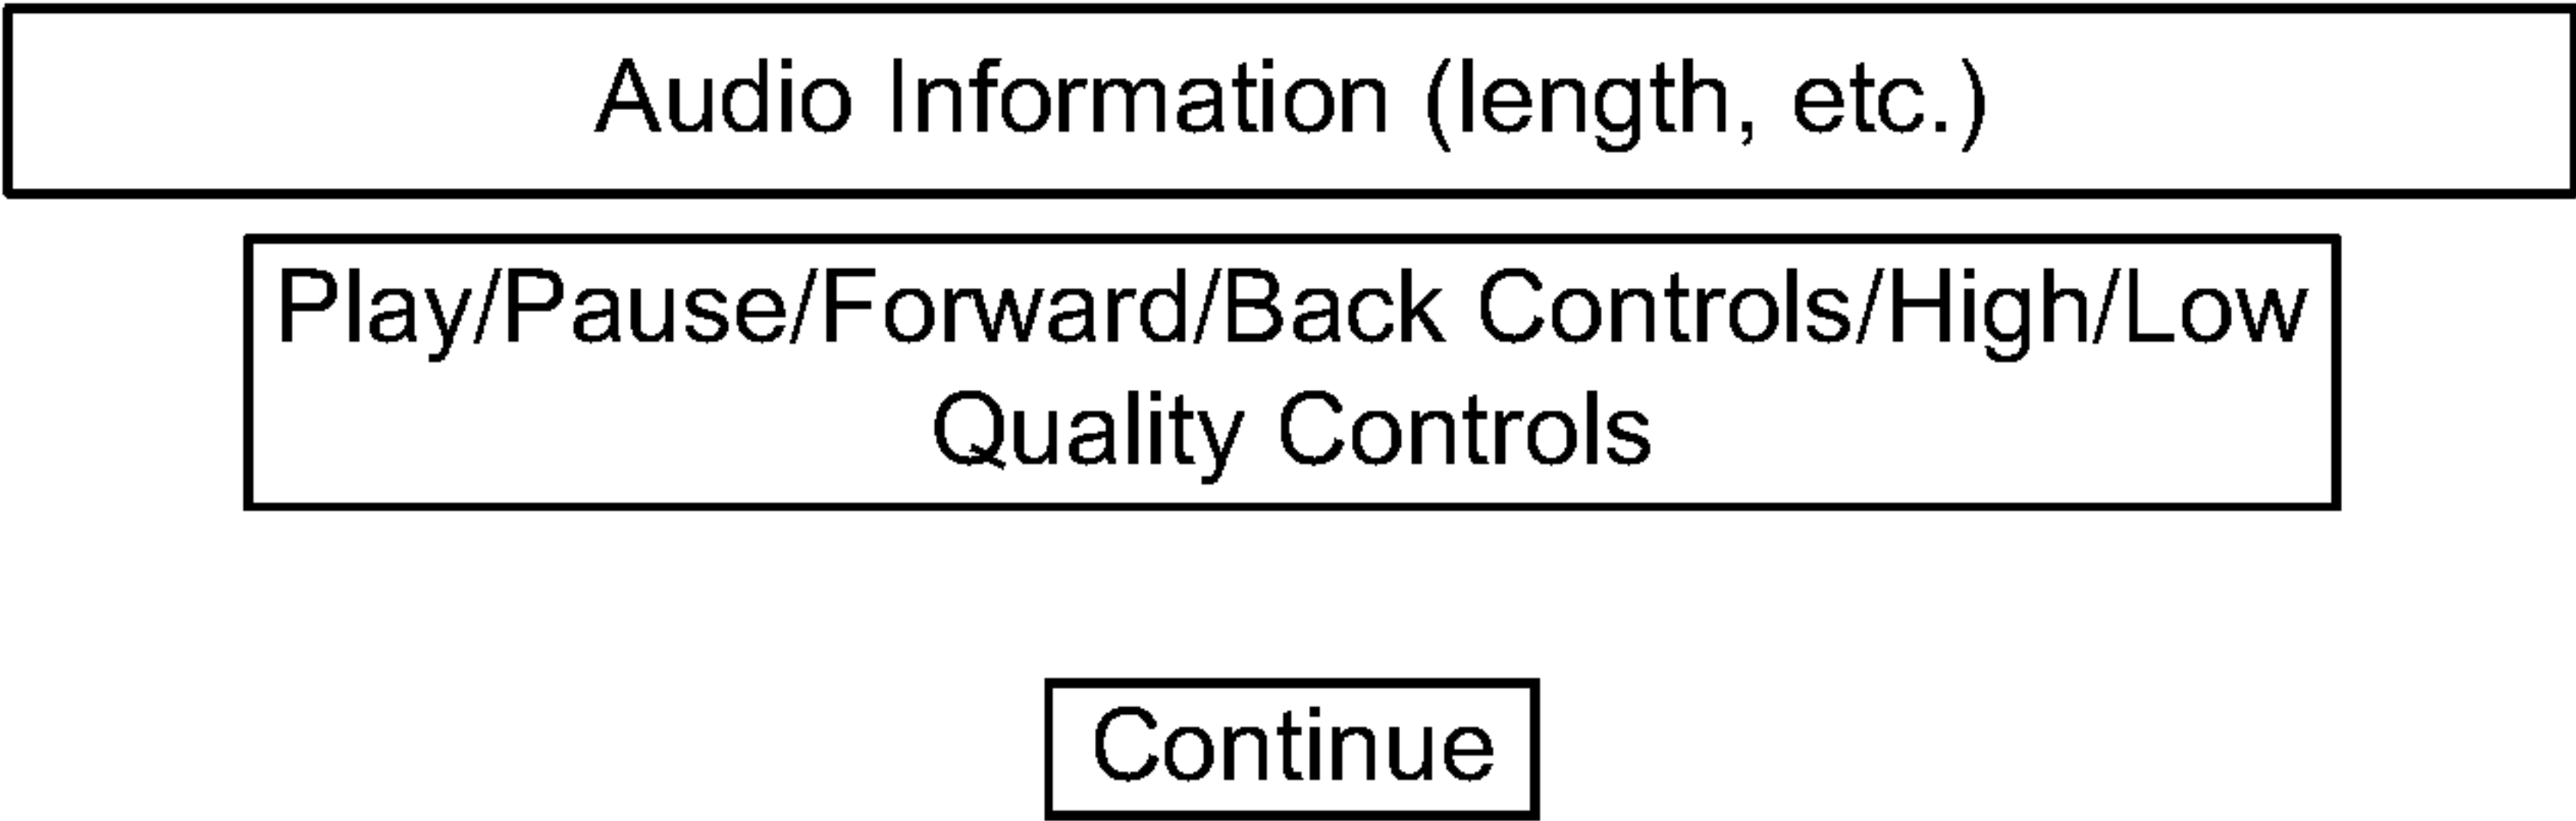 Audio Information (length, etc.)
Play/Pause/Forward/Back Controls/High/Low
Quality Controls
Continue